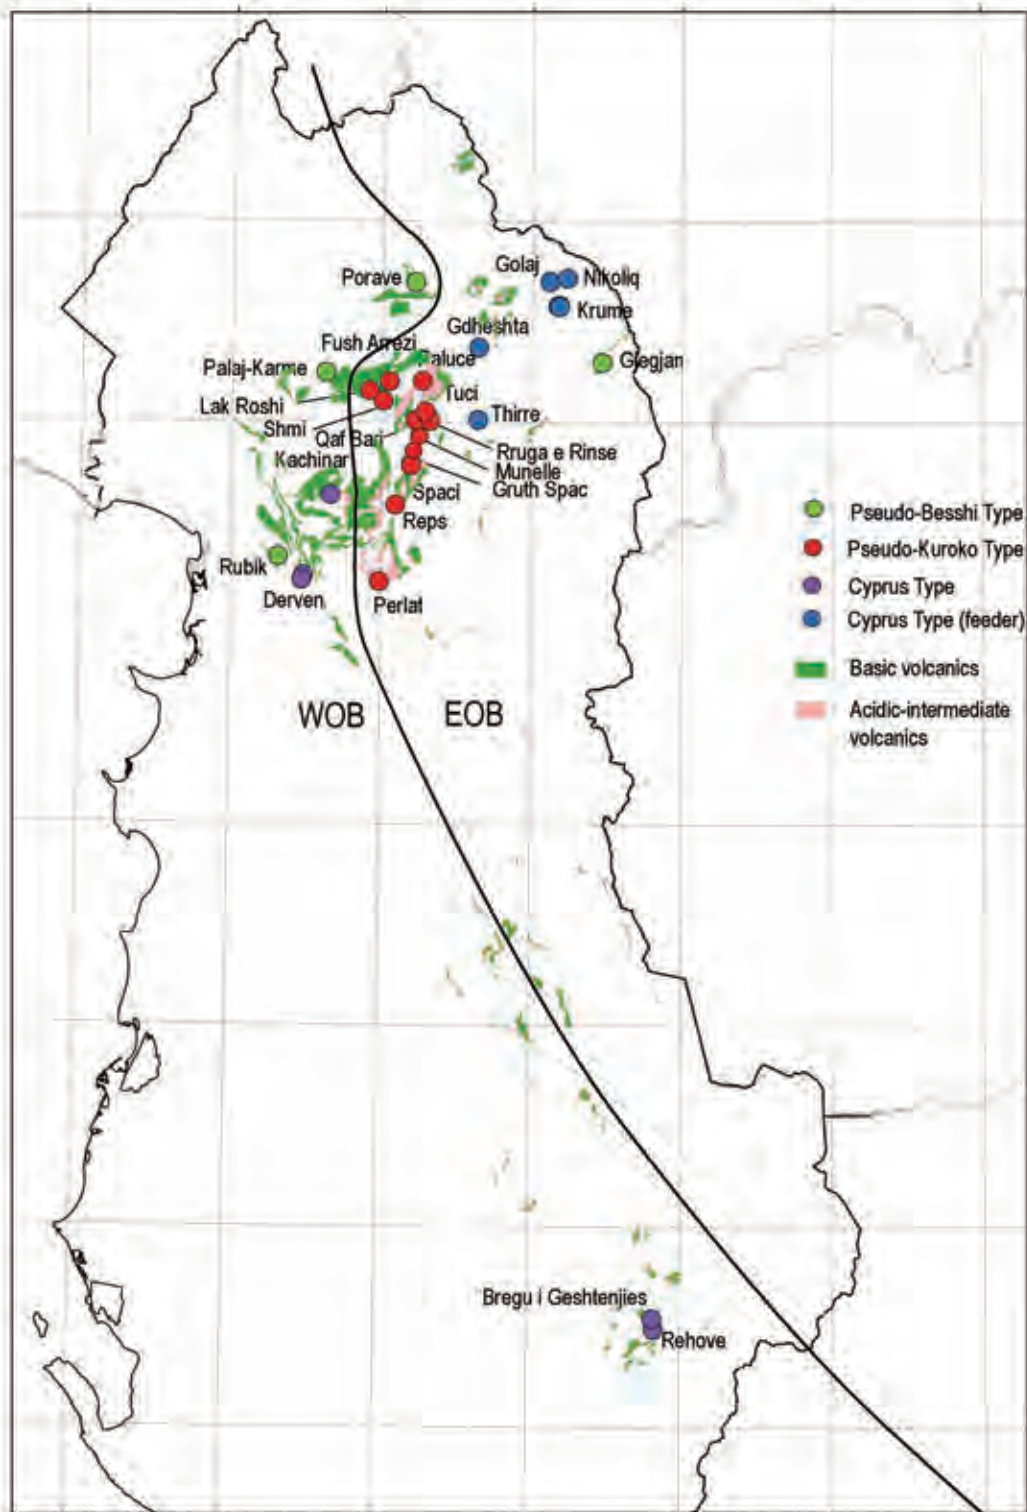 Golaj
Nikoliq
Porave
Krume
Gdheshta
Fush Arrezi
Paluce
Gjegjan
Palaj-Karme
Tuci
Lak Roshi
Thirre
Shmi
Qaf Bari
Rruga e Rinse
Kachinar
Munelle
Gruth Spac
Spaci
Reps
Rubik
Derven
Perlat
WOB
EOB
Pseudo-Besshi Type
Pseudo-Kuroko Type
Cyprus Type
Cyprus Type (feeder)
Basic volcanics
Acidic-intermediate
volcanics
Bregu i Geshtenjies
Rehove